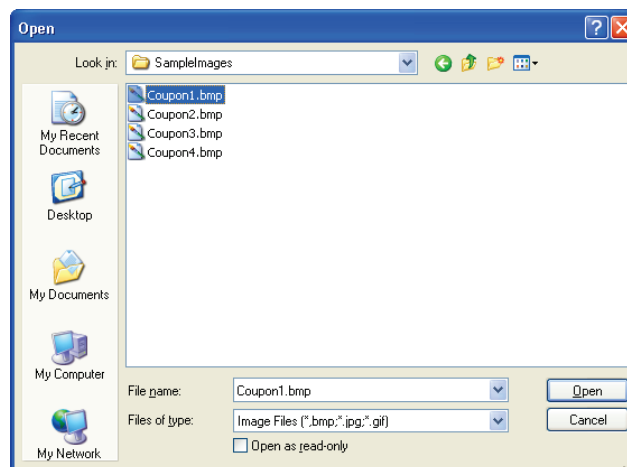 Open
Look in: SampleImages
Coupon1.bmp
Coupon2.bmp
Coupon3.bmp
Coupon4.bmp
My Recent
Documents
Desktop
My Documents
My Computer
My Network
File name: Coupon1.bmp Open
Files of type: Image Files (*,bmp;*.jpg;*.gif) Cancel
Open as read-only